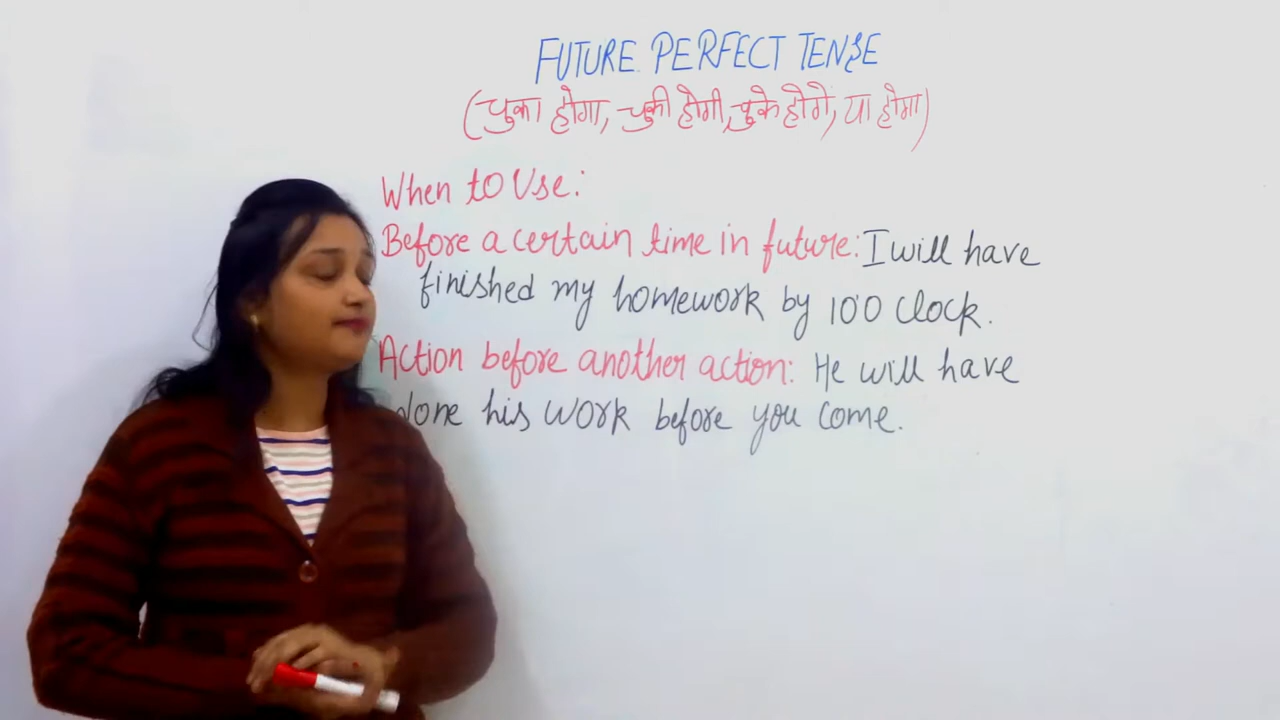 FUTURE PERFECT TENSE
(चुका होगा, चुकी होगी, चुके होगे, या होगा)
When to Use:
Before a certain time in future: I will have
finished my homework by 10'0 Clock.
Action before another action: He will have
done his work before you come.